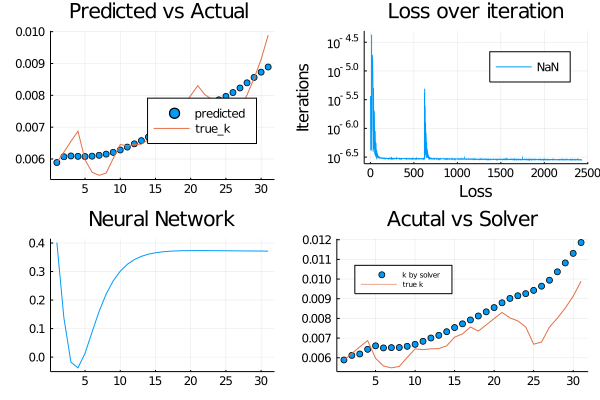 Predicted vs Actual
0.010
0.009
0.008
0.007
0.006
predicted
true_k
5 10 15 20 25 30
Loss over iteration
Iterations
10^-4.5
10^-5.0
10^-5.5
10^-6.0
10^-6.5
NaN
0 500 1000 1500 2000 2500
Loss
Neural Network
0.4
0.3
0.2
0.1
0.0
5 10 15 20 25 30
Acutal vs Solver
0.012
0.011
0.010
0.009
0.008
0.007
0.006
k by solver
true k
5 10 15 20 25 30